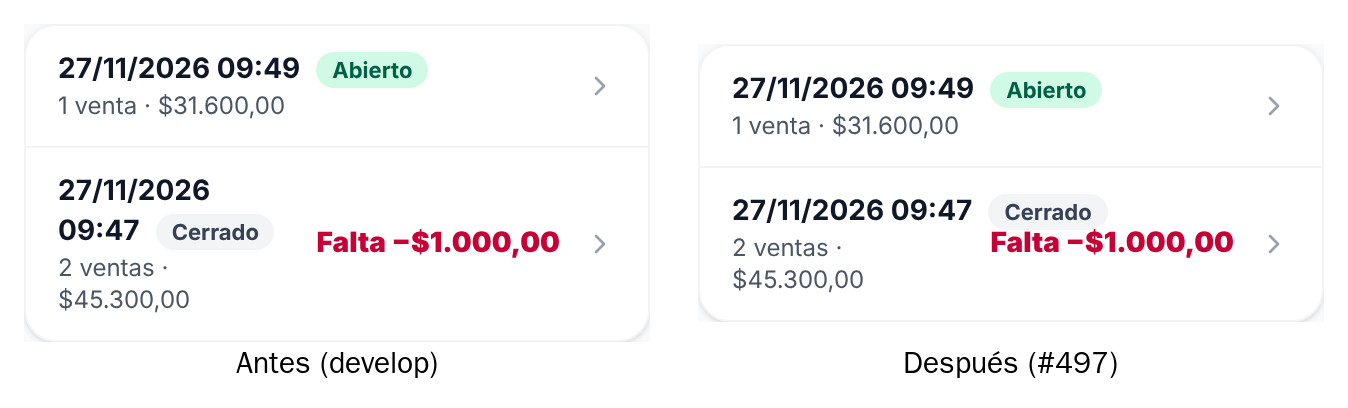 27/11/2026 09:49 Abierto
1 venta · $31.600,00
27/11/2026
09:47 Cerrado
Falta −$1.000,00
2 ventas ·
$45.300,00
Antes (develop)
27/11/2026 09:49 Abierto
1 venta · $31.600,00
27/11/2026 09:47 Cerrado
Falta −$1.000,00
2 ventas ·
$45.300,00
Después (#497)